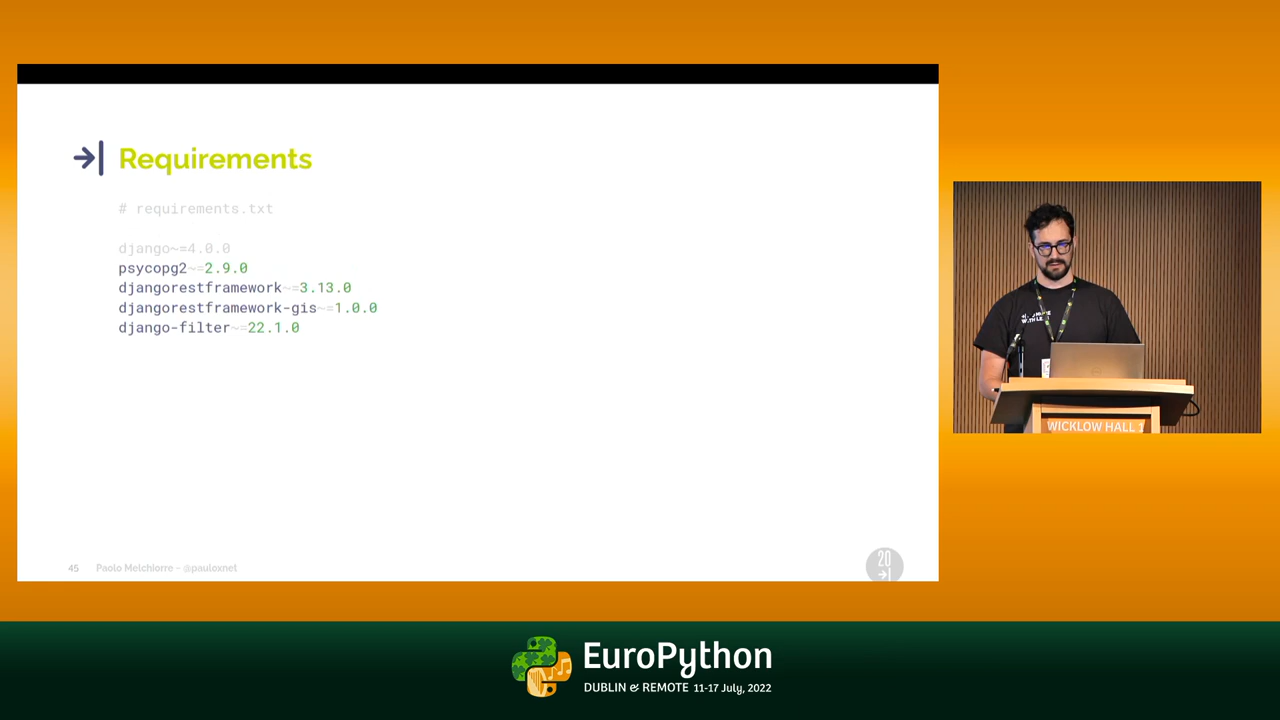 Requirements
# requirements.txt
django~=4.0.0
psycopg2~=2.9.0
djangorestframework~=3.13.0
djangorestframework-gis~=1.0.0
django-filter~=22.1.0
45 Paolo Melchiorre - @pauloxnet
20
WICKLOW HALL 1
EuroPython
DUBLIN & REMOTE 11-17 July, 2022